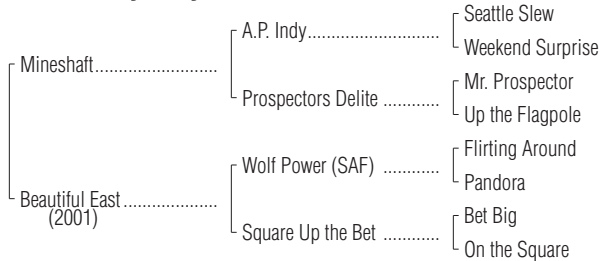 Seattle Slew
A.P. Indy......................
Weekend Surprise
Mineshaft........................
Mr. Prospector
Prospectors Delite ............
Up the Flagpole
Flirting Around
Wolf Power (SAF) ............
Pandora
Beautiful East...................
(2001)
Bet Big
Square Up the Bet ............
On the Square